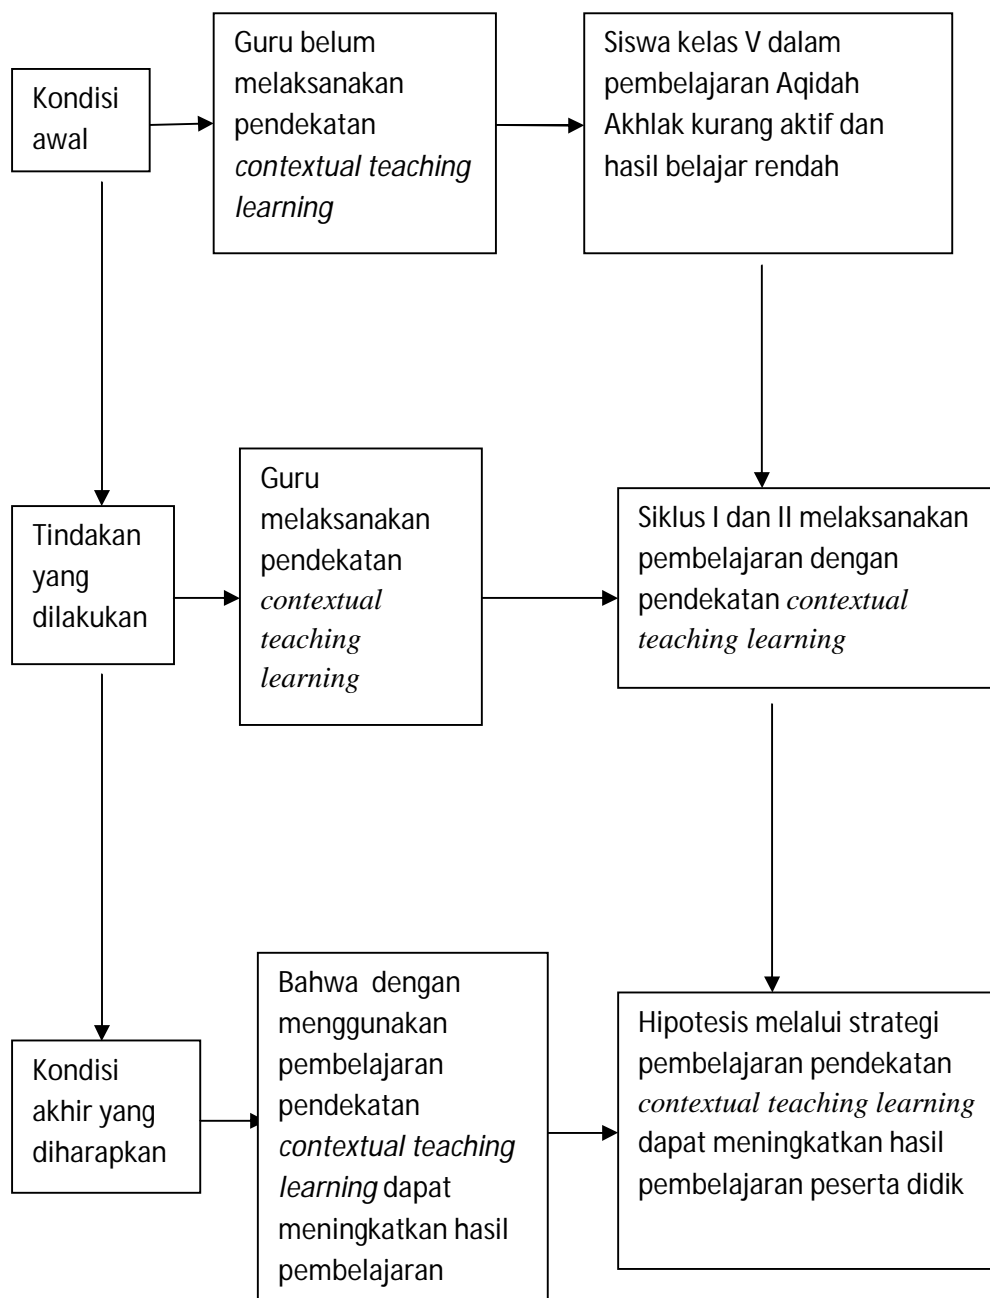 Kondisi
awal
Guru belum
melaksanakan
pendekatan
contextual teaching
learning
Siswa kelas V dalam
pembelajaran Aqidah
Akhlak kurang aktif dan
hasil belajar rendah
Tindakan
yang
dilakukan
Guru
melaksanakan
pendekatan
contextual
teaching
learning
Siklus I dan II melaksanakan
pembelajaran dengan
pendekatan contextual
teaching learning
Kondisi
akhir yang
diharapkan
Bahwa  dengan
menggunakan
pembelajaran
pendekatan
contextual teaching
learning dapat
meningkatkan hasil
pembelajaran
Hipotesis melalui strategi
pembelajaran pendekatan
contextual teaching learning
dapat meningkatkan hasil
pembelajaran peserta didik